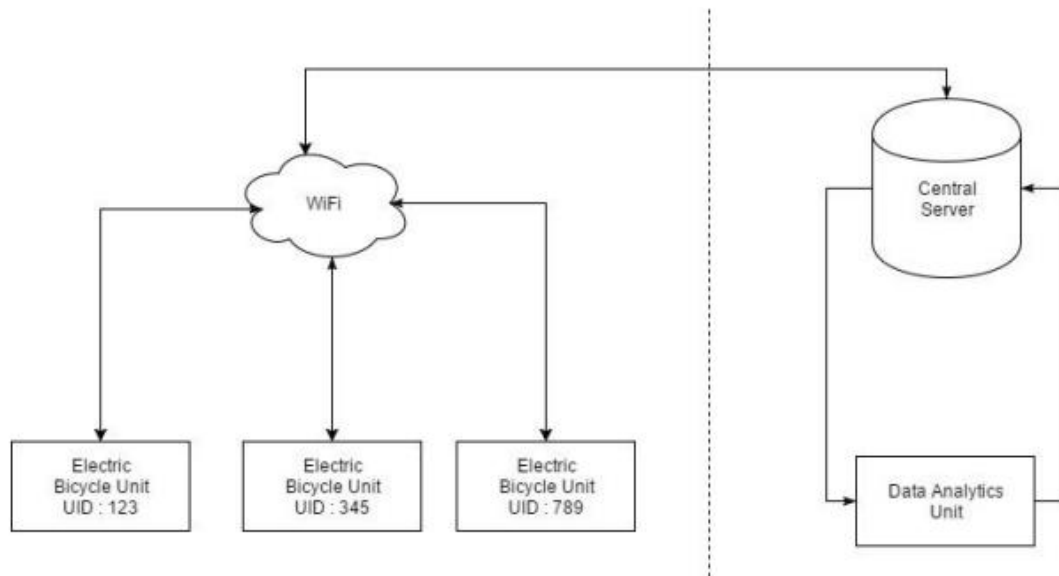 WiFi
Central
Server
Electric
Bicycle Unit
UID : 123
Electric
Bicycle Unit
UID : 345
Electric
Bicycle Unit
UID : 789
Data Analytics
Unit